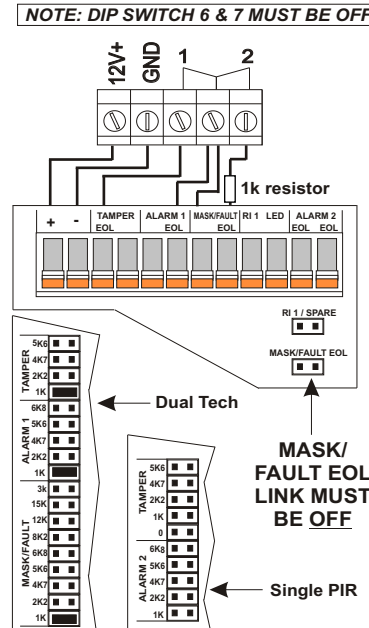 NOTE: DIP SWITCH 6 & 7 MUST BE OFF
12V+ GND 1 2
1k resistor
+ - TAMPER ALARM 1 MASK/FAULT RI 1 LED ALARM 2
EOL EOL EOL EOL EOL
RI 1 / SPARE
MASK/FAULT EOL
MASK/
FAULT EOL
LINK MUST
BE OFF
Dual Tech
TAMPER
5K6
4K7
2K2
1K
ALARM 1
6K8
5K6
4K7
2K2
1K
MASK/FAULT
3k
15K
12K
8K2
6K8
5K6
4K7
2K2
1K
Single PIR
TAMPER
5K6
4K7
2K2
1K
0
ALARM 2
6K8
5K6
4K7
2K2
1K